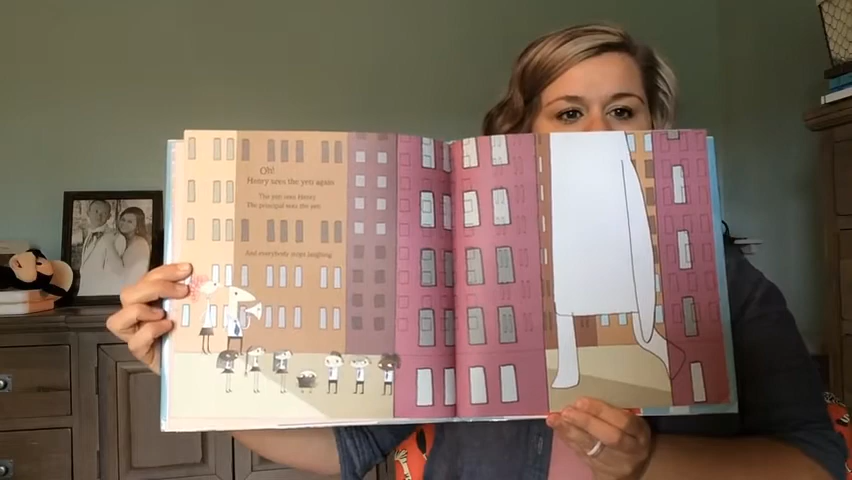 Oh!
Henry sees the yeti again
The yeti sees Henry
The principal sees the yeti
And everybody stops laughing